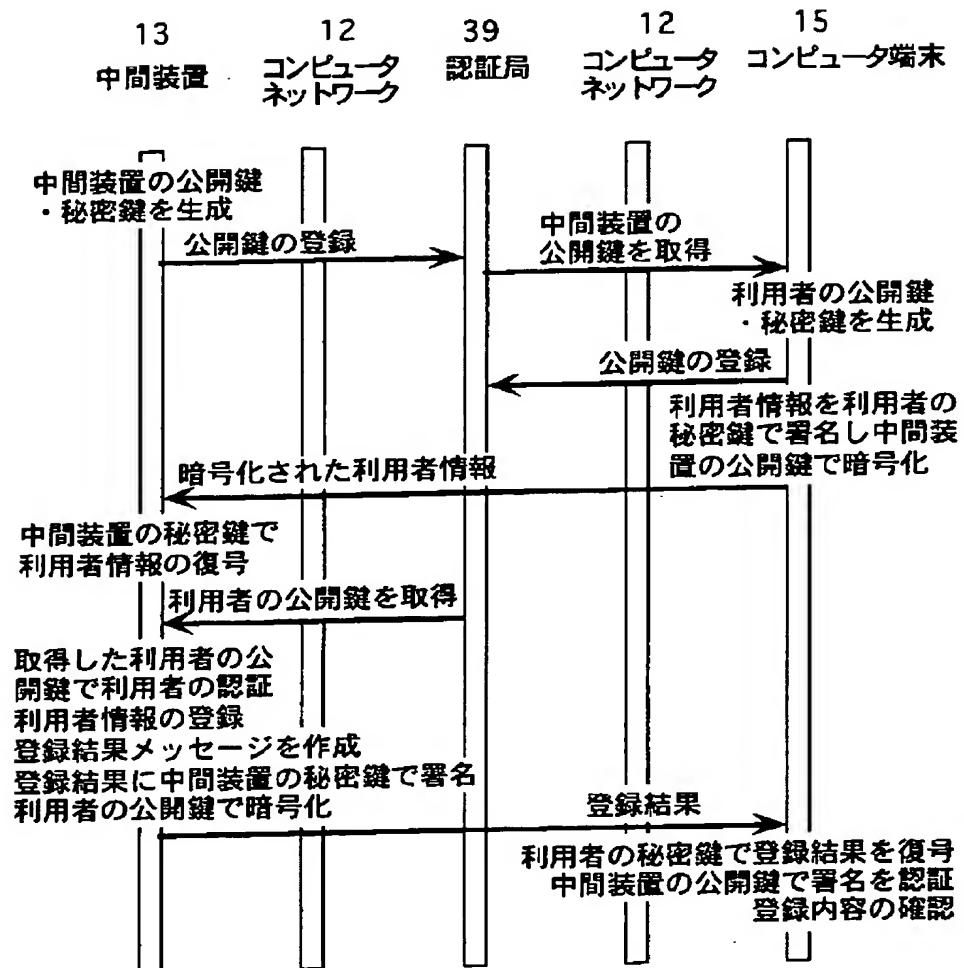 13
中間装置
12
コンピュータ
ネットワーク
39
認証局
12
コンピュータ
ネットワーク
15
コンピュータ端末
中間装置の公開鍵
・秘密鍵を生成
公開鍵の登録
中間装置の
公開鍵を取得
利用者の公開鍵
・秘密鍵を生成
公開鍵の登録
利用者情報を利用者の
秘密鍵で署名し中間装
置の公開鍵で暗号化
暗号化された利用者情報
中間装置の秘密鍵で
利用者情報の復号
利用者の公開鍵を取得
取得した利用者の公
開鍵で利用者の認証
利用者情報の登録
登録結果メッセージを作成
登録結果に中間装置の秘密鍵で署名
利用者の公開鍵で暗号化
登録結果
利用者の秘密鍵で登録結果を復号
中間装置の公開鍵で署名を認証
登録内容の確認